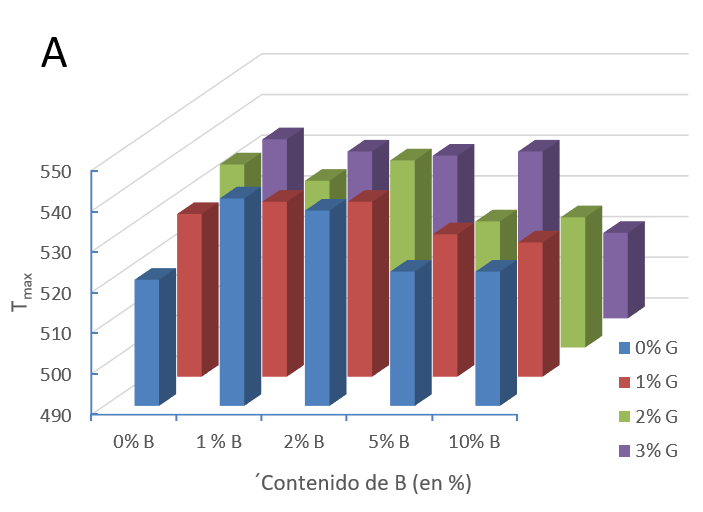 A
550
540
530
520
510
500
490
Tmax
0% B
1 % B
2% B
5% B
10% B
´Contenido de B (en %)
0% G
1% G
2% G
3% G